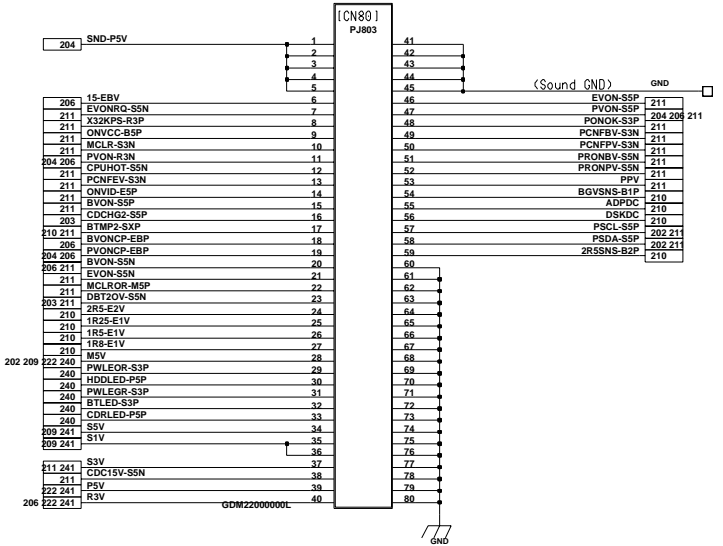 [CN80]
PJ803
204 SND-P5V 1 41
2 42
3 43
4 44
5 45 (Sound GND) GND
206 15-EBV 6 46 EVON-S5P 211
211 EVONRQ-S5N 7 47 PVON-S5P 204 206 211
211 X32KPS-R3P 8 48 PONOK-S3P 211
211 ONVCC-B5P 9 49 PCNFBV-S3N 211
211 MCLR-S3N 10 50 PCNFPV-S3N 211
204 206 PVON-R3N 11 51 PRONBV-S5N 211
211 CPUHOT-S5N 12 52 PRONPV-S5N 211
211 PCNFEV-S3N 13 53 PPV 211
211 ONVID-E5P 14 54 BGVSNS-B1P 210
211 BVON-S5P 15 55 ADPDC 210
203 CDCHG2-S5P 16 56 DSKDC 210
210 211 BTMP2-SXP 17 57 PSCL-S5P 202 211
206 BVONCP-EBP 18 58 PSDA-S5P 202 211
204 206 PVONCP-EBP 19 59 2R5SNS-B2P 210
206 211 BVON-S5N 20 60
211 EVON-S5N 21 61
211 MCLROR-M5P 22 62
203 211 DBT2OV-S5N 23 63
210 2R5-E2V 24 64
210 1R25-E1V 25 65
210 1R5-E1V 26 66
210 1R8-E1V 27 67
202 209 222 240 M5V 28 68
240 PWLEOR-S3P 29 69
240 HDDLED-P5P 30 70
240 PWLEGR-S3P 31 71
240 BTLED-S3P 32 72
240 CDRLED-P5P 33 73
209 241 S5V 34 74
209 241 S1V 35 75
36 76
211 241 S3V 37 77
211 CDC15V-S5N 38 78
222 241 P5V 39 79
206 222 241 R3V 40 80
GDM22000000L
GND